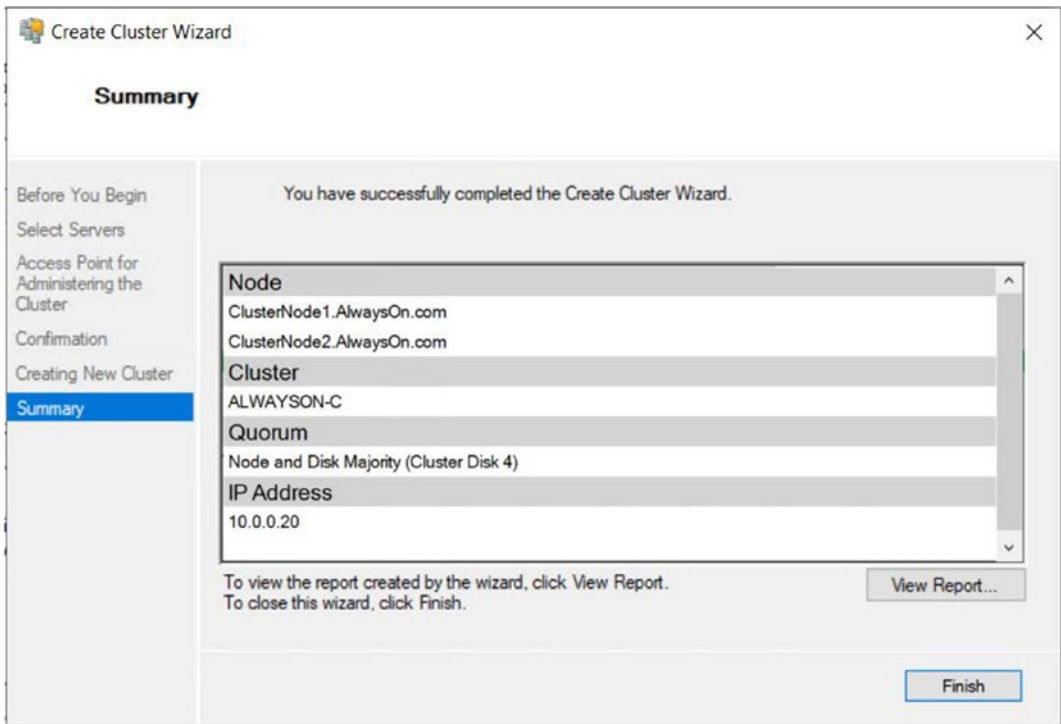 Create Cluster Wizard
Summary
Before You Begin
Select Servers
Access Point for
Administering the
Cluster
Confirmation
Creating New Cluster
Summary
You have successfully completed the Create Cluster Wizard.
Node
ClusterNode1.AlwaysOn.com
ClusterNode2.AlwaysOn.com
Cluster
ALWAYSON-C
Quorum
Node and Disk Majority (Cluster Disk 4)
IP Address
10.0.0.20
To view the report created by the wizard, click View Report.
To close this wizard, click Finish.
View Report...
Finish